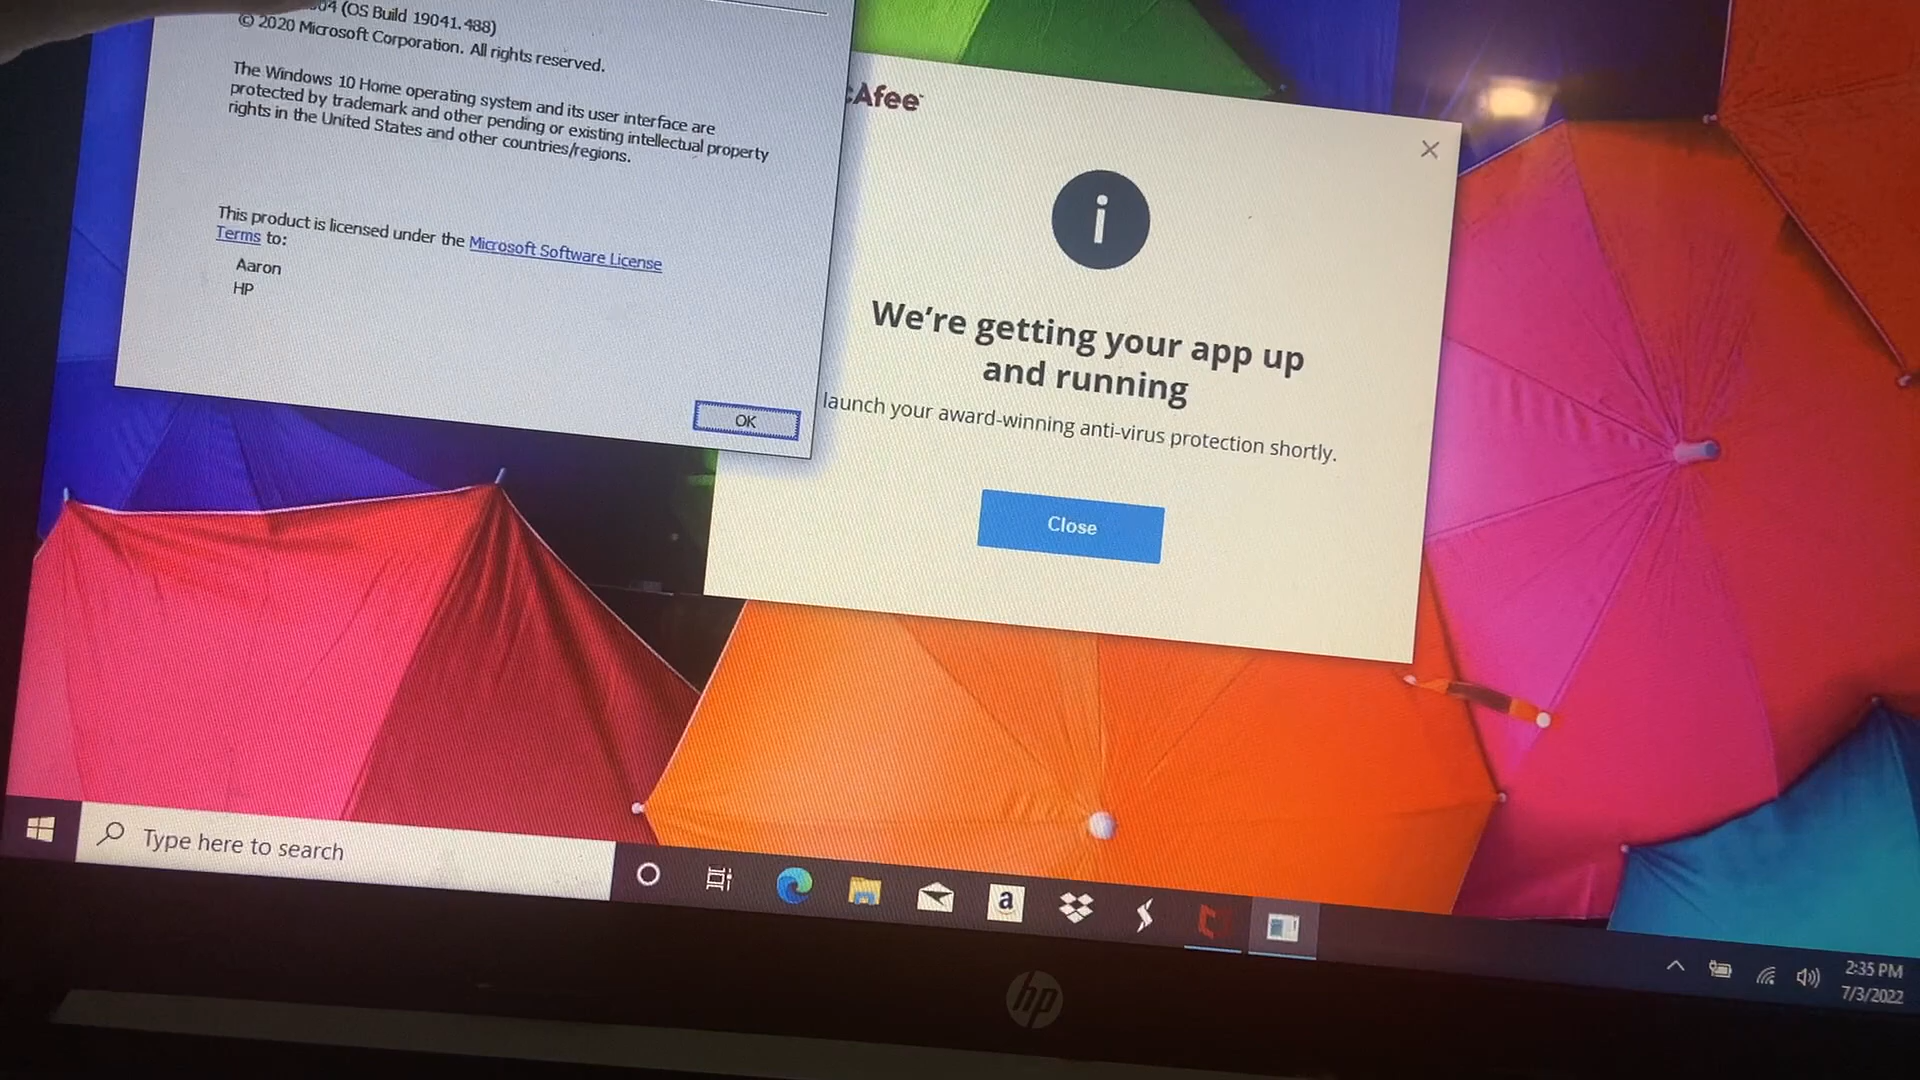 (OS Build 19041.488)
© 2020 Microsoft Corporation. All rights reserved.
The Windows 10 Home operating system and its user interface are
protected by trademark and other pending or existing intellectual property
rights in the United States and other countries/regions.
This product is licensed under the Microsoft Software License
Terms to:
Aaron
HP
OK
cAfee
We're getting your app up
and running
launch your award-winning anti-virus protection shortly.
Close
Type here to search
a
2:35 PM
7/3/2022
hp